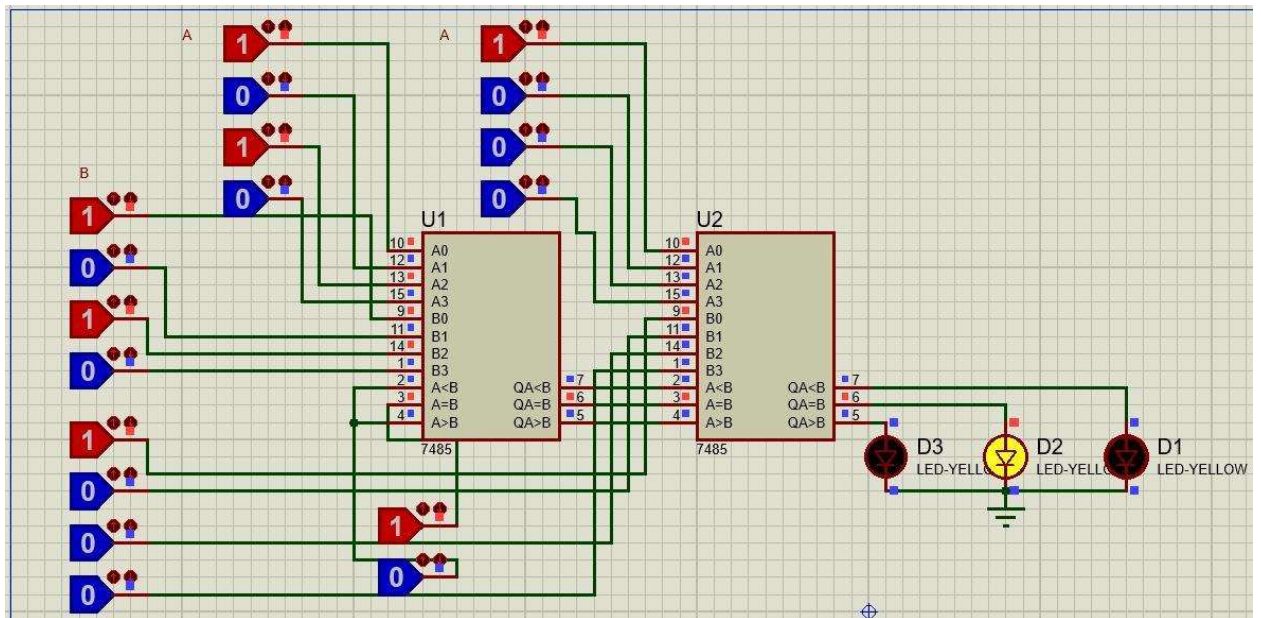 A
1
0
1
0
A
1
0
0
0
B
1
0
1
0
1
0
0
0
1
0
U1
10 A0
12 A1
13 A2
15 A3
9 B0
11 B1
14 B2
1 B3
2 A<B QA<B 7
3 A=B QA=B 6
4 A>B QA>B 5
7485
U2
10 A0
12 A1
13 A2
15 A3
9 B0
11 B1
14 B2
1 B3
2 A<B QA<B 7
3 A=B QA=B 6
4 A>B QA>B 5
7485
D3
LED-YELLO
D2
LED-YELLO
D1
LED-YELLOW